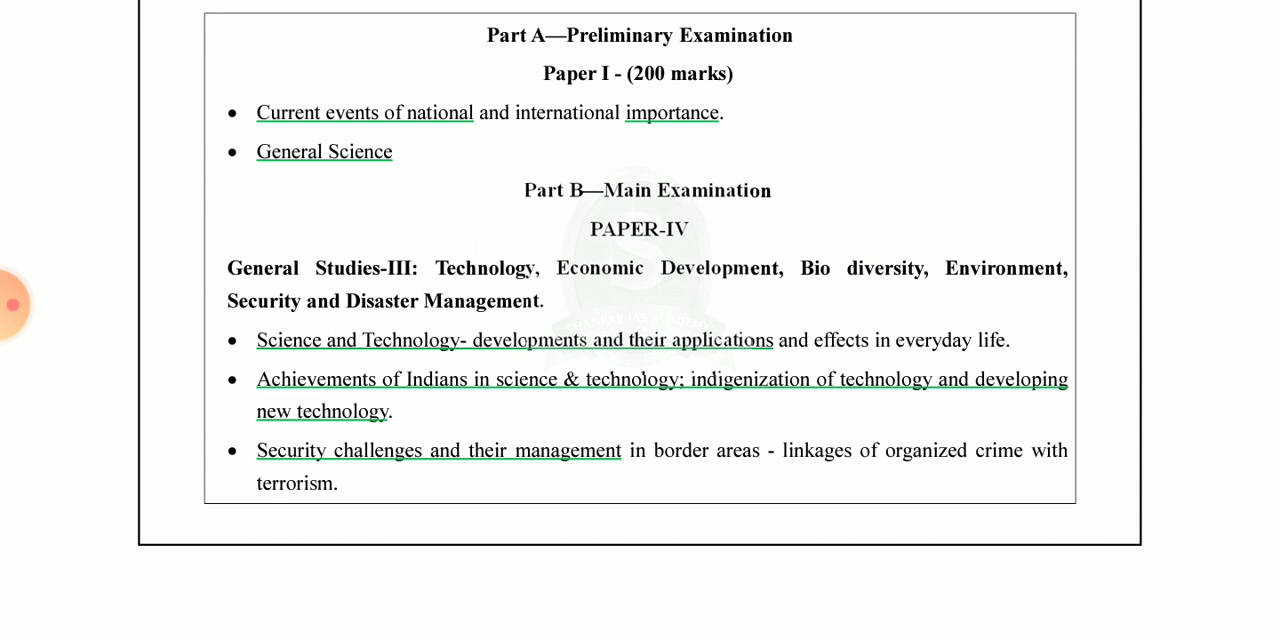 Part A—Preliminary Examination
Paper I - (200 marks)
• Current events of national and international importance.
• General Science
Part B—Main Examination
PAPER-IV
General Studies-III: Technology, Economic Development, Bio diversity, Environment,
Security and Disaster Management.
• Science and Technology- developments and their applications and effects in everyday life.
• Achievements of Indians in science & technology; indigenization of technology and developing
new technology.
• Security challenges and their management in border areas - linkages of organized crime with
terrorism.
SHANKAR IAS ACADEMY